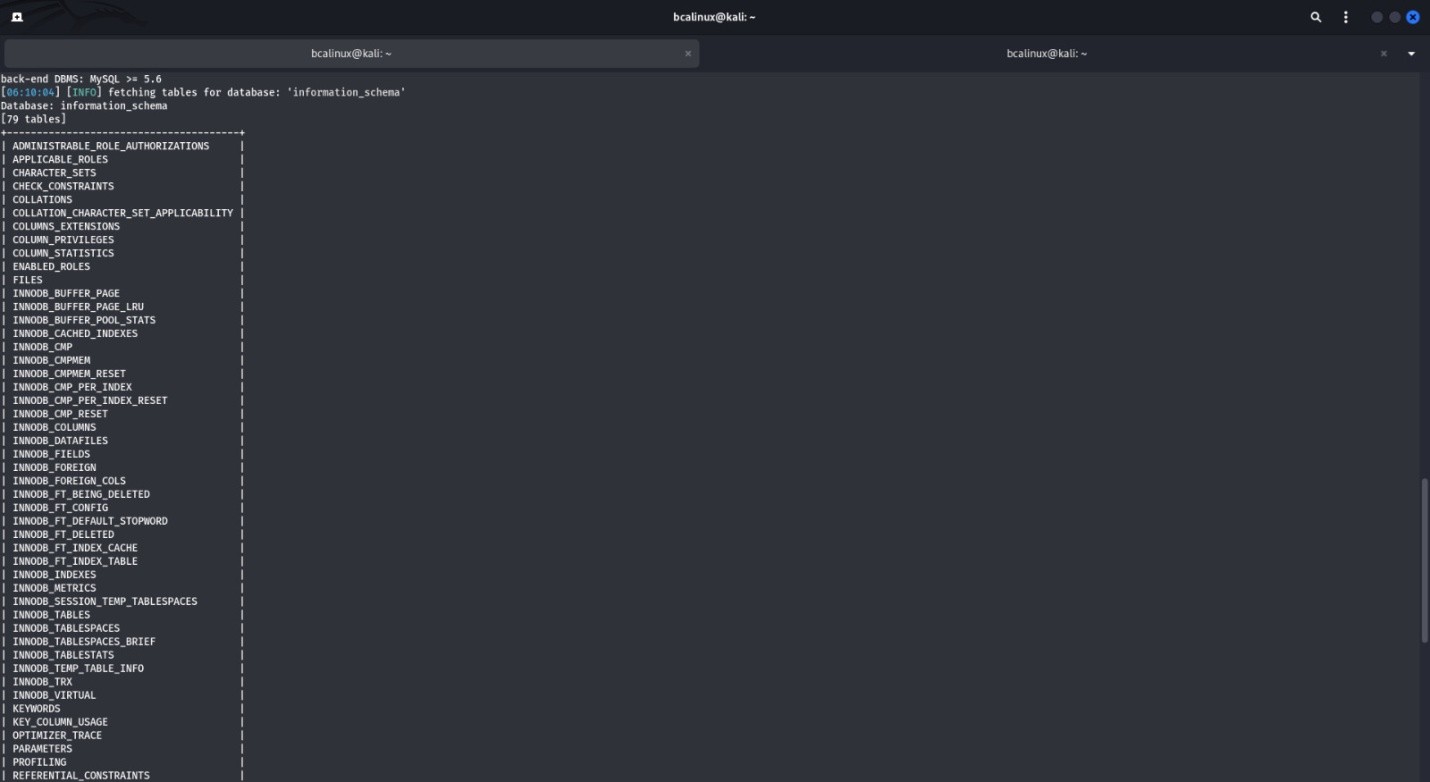 bcalinux@kali: ~
bcalinux@kali: ~
bcalinux@kali: ~
back-end DBMS: MySQL >= 5.6
[06:10:04] [INFO] fetching tables for database: 'information_schema'
Database: information_schema
[79 tables]
+---------------------------------------+
| ADMINISTRABLE_ROLE_AUTHORIZATIONS     |
| APPLICABLE_ROLES                      |
| CHARACTER_SETS                        |
| CHECK_CONSTRAINTS                     |
| COLLATIONS                            |
| COLLATION_CHARACTER_SET_APPLICABILITY |
| COLUMNS_EXTENSIONS                    |
| COLUMN_PRIVILEGES                     |
| COLUMN_STATISTICS                     |
| ENABLED_ROLES                         |
| FILES                                 |
| INNODB_BUFFER_PAGE                    |
| INNODB_BUFFER_PAGE_LRU                |
| INNODB_BUFFER_POOL_STATS              |
| INNODB_CACHED_INDEXES                 |
| INNODB_CMP                            |
| INNODB_CMPMEM                         |
| INNODB_CMPMEM_RESET                   |
| INNODB_CMP_PER_INDEX                  |
| INNODB_CMP_PER_INDEX_RESET            |
| INNODB_CMP_RESET                      |
| INNODB_COLUMNS                        |
| INNODB_DATAFILES                      |
| INNODB_FIELDS                         |
| INNODB_FOREIGN                        |
| INNODB_FOREIGN_COLS                   |
| INNODB_FT_BEING_DELETED               |
| INNODB_FT_CONFIG                      |
| INNODB_FT_DEFAULT_STOPWORD            |
| INNODB_FT_DELETED                     |
| INNODB_FT_INDEX_CACHE                 |
| INNODB_FT_INDEX_TABLE                 |
| INNODB_INDEXES                        |
| INNODB_METRICS                        |
| INNODB_SESSION_TEMP_TABLESPACES       |
| INNODB_TABLES                         |
| INNODB_TABLESPACES                    |
| INNODB_TABLESPACES_BRIEF              |
| INNODB_TABLESTATS                     |
| INNODB_TEMP_TABLE_INFO                |
| INNODB_TRX                            |
| INNODB_VIRTUAL                        |
| KEYWORDS                              |
| KEY_COLUMN_USAGE                      |
| OPTIMIZER_TRACE                       |
| PARAMETERS                            |
| PROFILING                             |
| REFERENTIAL_CONSTRAINTS               |